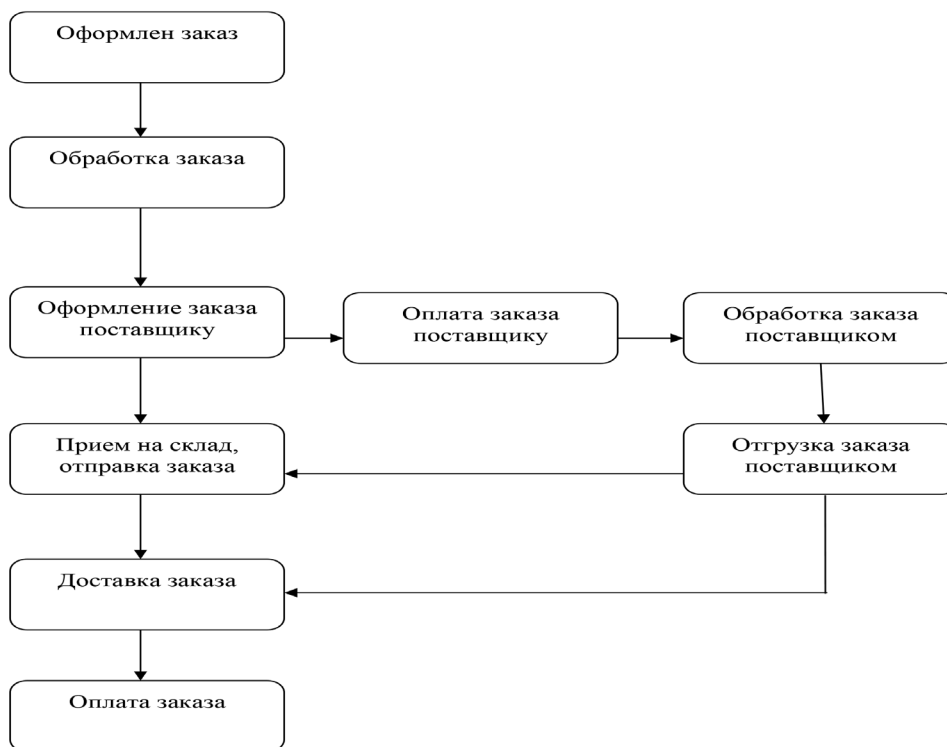 Оформлен заказ
Обработка заказа
Оформление заказа
поставщику
Оплата заказа
поставщику
Обработка заказа
поставщиком
Прием на склад,
отправка заказа
Отгрузка заказа
поставщиком
Доставка заказа
Оплата заказа